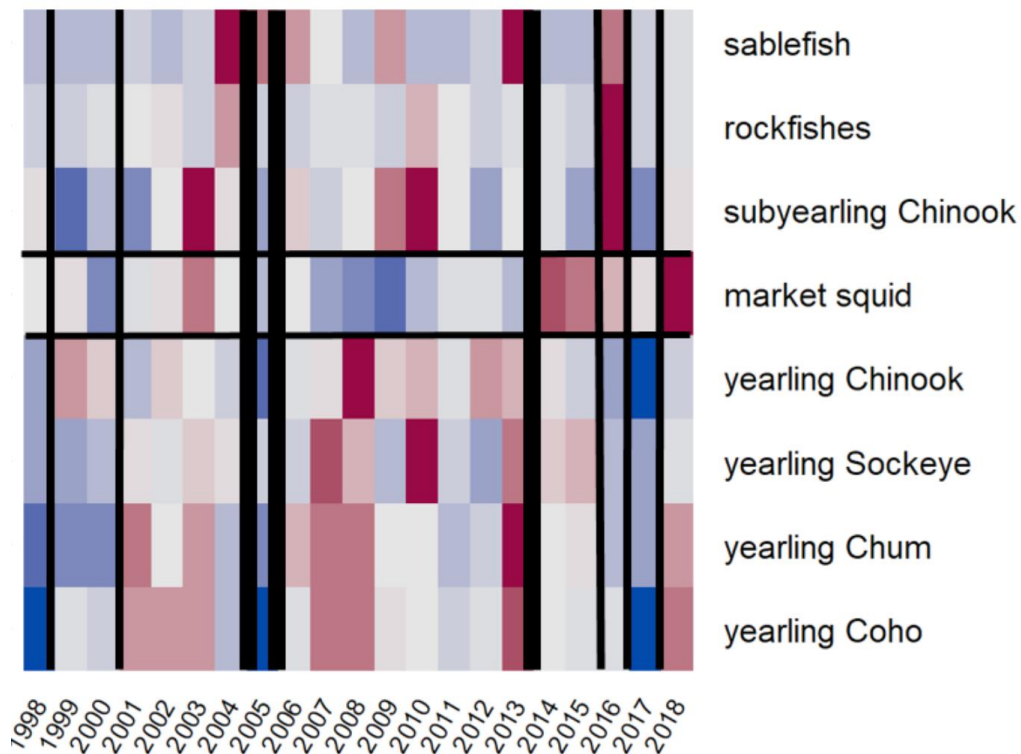 sablefish
rockfishes
subyearling Chinook
market squid
yearling Chinook
yearling Sockeye
yearling Chum
yearling Coho
1998 1999 2000 2001 2002 2003 2004 2005 2006 2007 2008 2009 2010 2011 2012 2013 2014 2015 2016 2017 2018